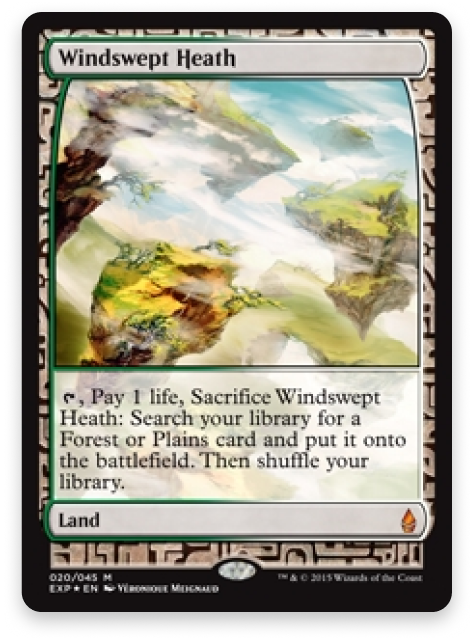 Windswept Heath
, Pay 1 life, Sacrifice Windswept
Heath: Search your library for a
Forest or Plains card and put it onto
the battlefield. Then shuffle your
library.
Land
020/045 M
EXP ★ EN Véronique Meignaud
™ & © 2015 Wizards of the Coast